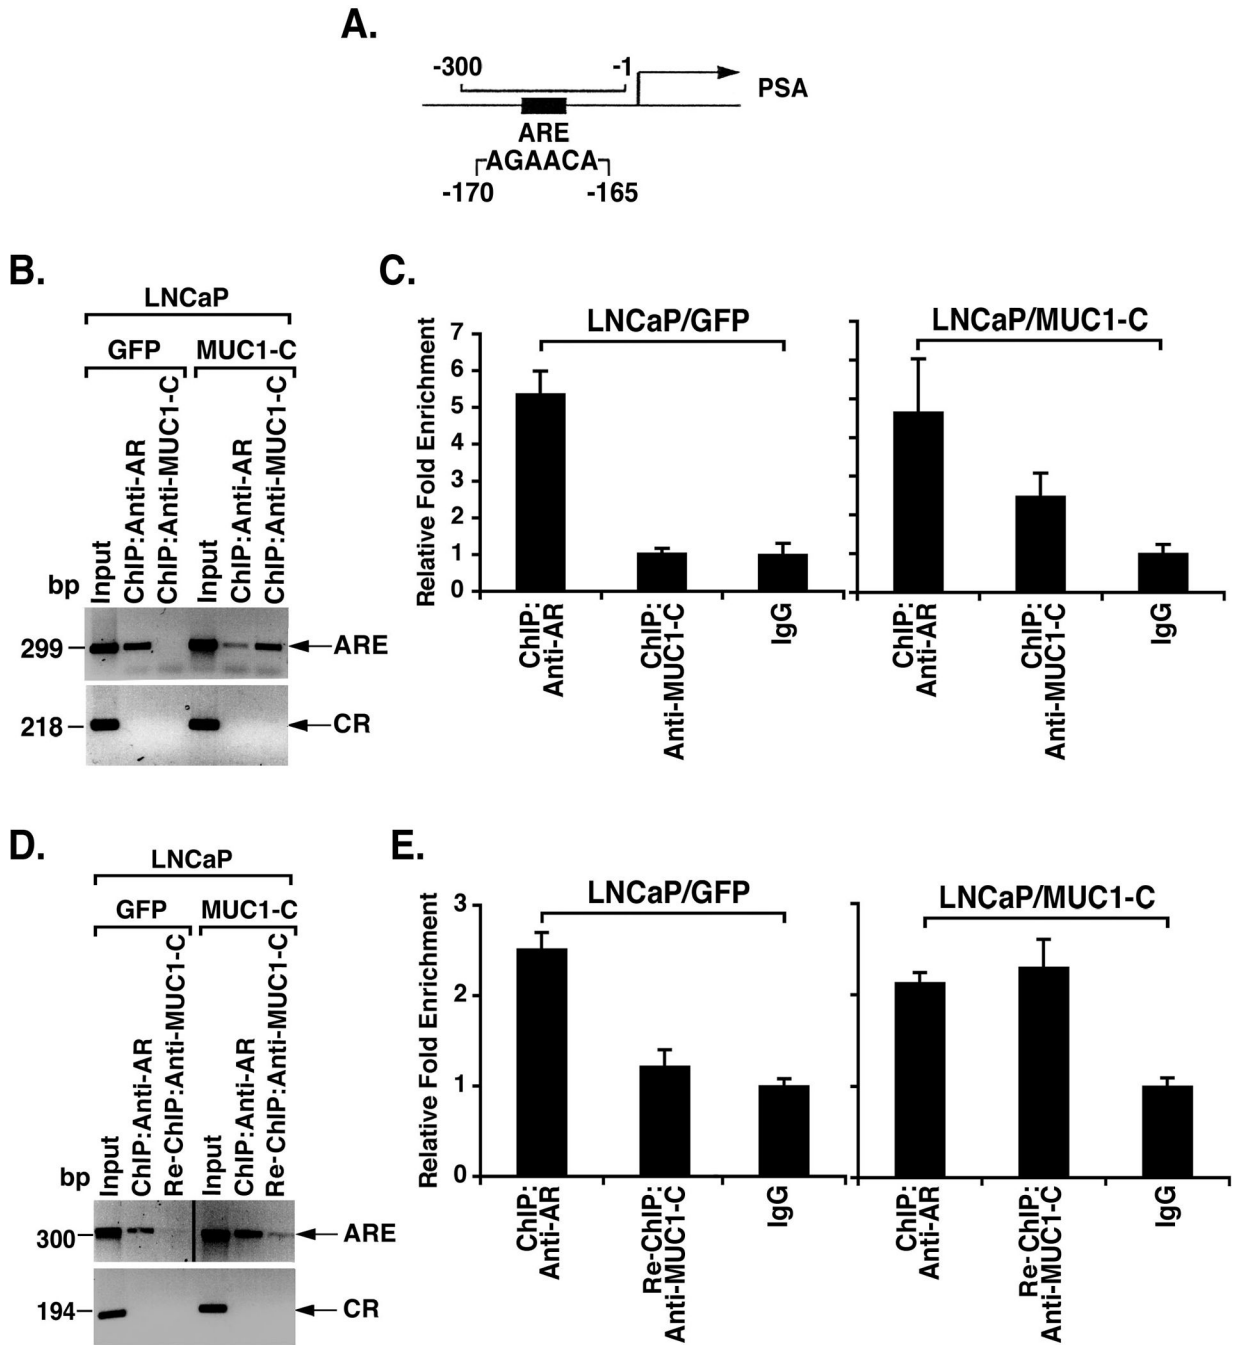 A.
-300
-1
PSA
ARE
AGAACA
-170
-165
B.
LNCaP
GFP
MUC1-C
bp
Input
ChIP:Anti-AR
ChIP:Anti-MUC1-C
Input
ChIP:Anti-AR
ChIP:Anti-MUC1-C
299
ARE
218
CR
C.
LNCaP/GFP
LNCaP/MUC1-C
Relative Fold Enrichment
7
6
5
4
3
2
1
0
ChIP:
Anti-AR
ChIP:
Anti-MUC1-C
IgG
ChIP:
Anti-AR
ChIP:
Anti-MUC1-C
IgG
D.
LNCaP
GFP
MUC1-C
bp
Input
ChIP:Anti-AR
Re-ChIP:Anti-MUC1-C
Input
ChIP:Anti-AR
Re-ChIP:Anti-MUC1-C
300
ARE
194
CR
E.
LNCaP/GFP
LNCaP/MUC1-C
Relative Fold Enrichment
3
2
1
0
ChIP:
Anti-AR
Re-ChIP:
Anti-MUC1-C
IgG
ChIP:
Anti-AR
Re-ChIP:
Anti-MUC1-C
IgG